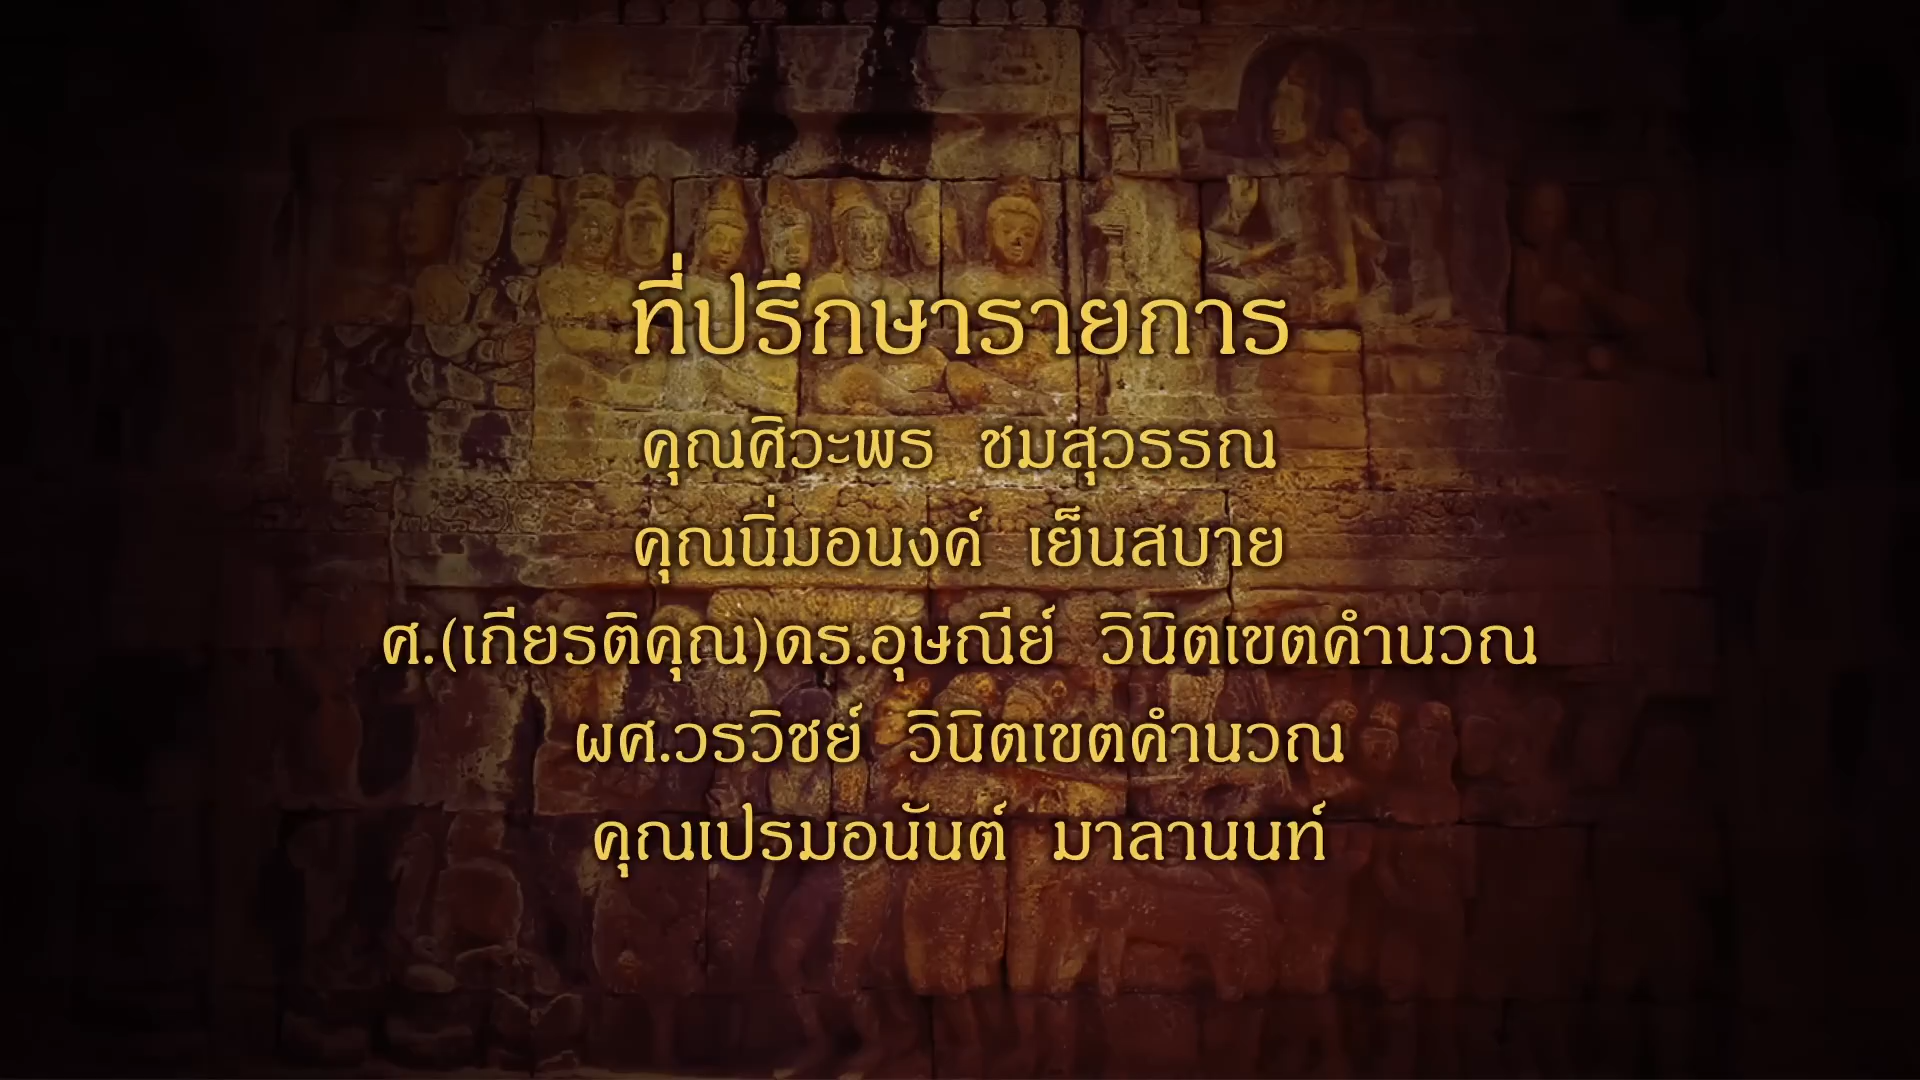 ที่ปรึกษารายการ
คุณศิวะพร ชมสุวรรณ
คุณนิ่มอนงค์ เย็นสบาย
ศ.(เกียรติคุณ)ดร.อุษณีย์ วินิตเขตคำนวณ
ผศ.วรวิชย์ วินิตเขตคำนวณ
คุณเปรมอนันต์ มาลานนท์